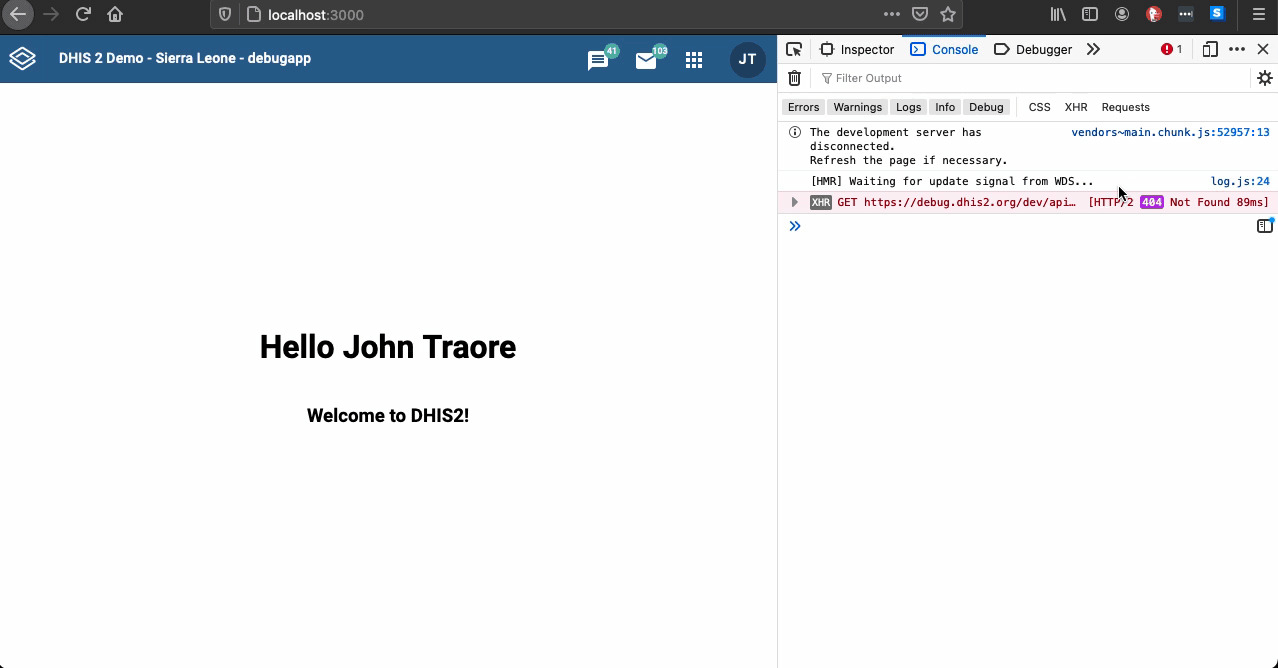 localhost:3000
DHIS 2 Demo - Sierra Leone - debugapp
41
103
JT
Hello John Traore
Welcome to DHIS2!
Inspector
Console
Debugger
1
Filter Output
Errors
Warnings
Logs
Info
Debug
CSS
XHR
Requests
The development server has
disconnected.
Refresh the page if necessary.
vendors~main.chunk.js:52957:13
[HMR] Waiting for update signal from WDS...
log.js:24
XHR GET https://debug.dhis2.org/dev/api… [HTTP/2 404 Not Found 89ms]
S